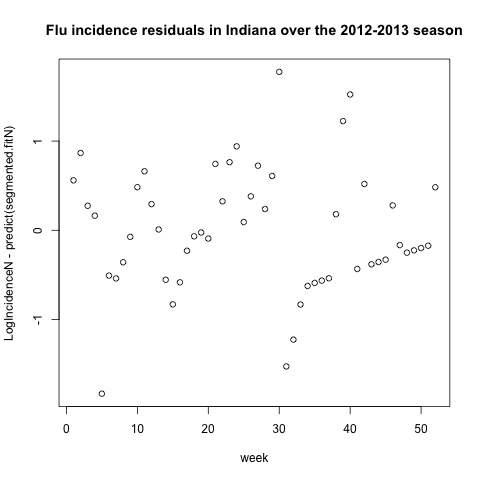 Flu incidence residuals in Indiana over the 2012-2013 season
LogIncidenceN - predict(segmented.fitN)
1
0
-1
0 10 20 30 40 50
week